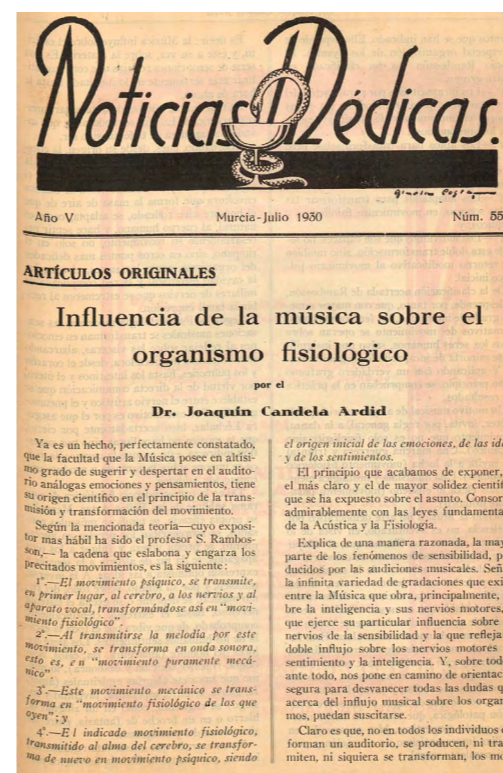 Noticias Médicas.
Año V Murcia-Julio 1930 Núm. 55
ARTÍCULOS ORIGINALES
Influencia de la música sobre el
organismo fisiológico
por el
Dr. Joaquín Candela Ardid
Ya es un hecho, perfectamente constatado,
que la facultad que la Música posee en altísi-
mo grado de sugerir y despertar en el audito-
rio análogas emociones y pensamientos, tiene
su origen científico en el principio de la trans-
misión y transformación del movimiento.
Según la mencionada teoría—cuyo exposi-
tor mas hábil ha sido el profesor S. Rambos-
son,— la cadena que eslabona y engarza los
precitados movimientos, es la siguiente:
1º.—El movimiento psíquico, se transmite,
en primer lugar, al cerebro, a los nervios y al
aparato vocal, transformándose así en "movi-
miento fisiológico".
2º.—Al transmitirse la melodía por este
movimiento, se transforma en onda sonora,
esto es, en "movimiento puramente mecá-
nico".
3º.—Este movimiento mecánico se trans-
forma en "movimiento fisiológico de los que
oyen"; y
4º.—El indicado movimiento fisiológico,
transmitido al alma del cerebro, se transfor-
ma de nuevo en movimiento psíquico, siendo
el origen inicial de las emociones, de las ide
y de los sentimientos.
El principio que acabamos de exponer,
el más claro y de mayor solidez científi
que se ha expuesto sobre el asunto. Consor
admirablemente con las leyes fundamenta
de la Acústica y la Fisiología.
Explica de una manera razonada, la may
parte de los fenómenos de sensibilidad, p
ducidos por las audiciones musicales. Señ
la infinita variedad de gradaciones que exi
entre la Música que obra, principalmente,
bre la inteligencia y sus nervios motores,
que ejerce su particular influencia sobre
nervios de la sensibilidad y la que refleja
doble influjo sobre los nervios motores
sentimiento y la inteligencia. Y, sobre tod
ante todo, nos pone en camino de orientac
segura para desvanecer todas las dudas
acerca del influjo musical sobre los organ
mos, puedan suscitarse.
Claro es que, no en todos los individuos
forman un auditorio, se producen, ni tra
miten, ni siquiera se transforman, los mo